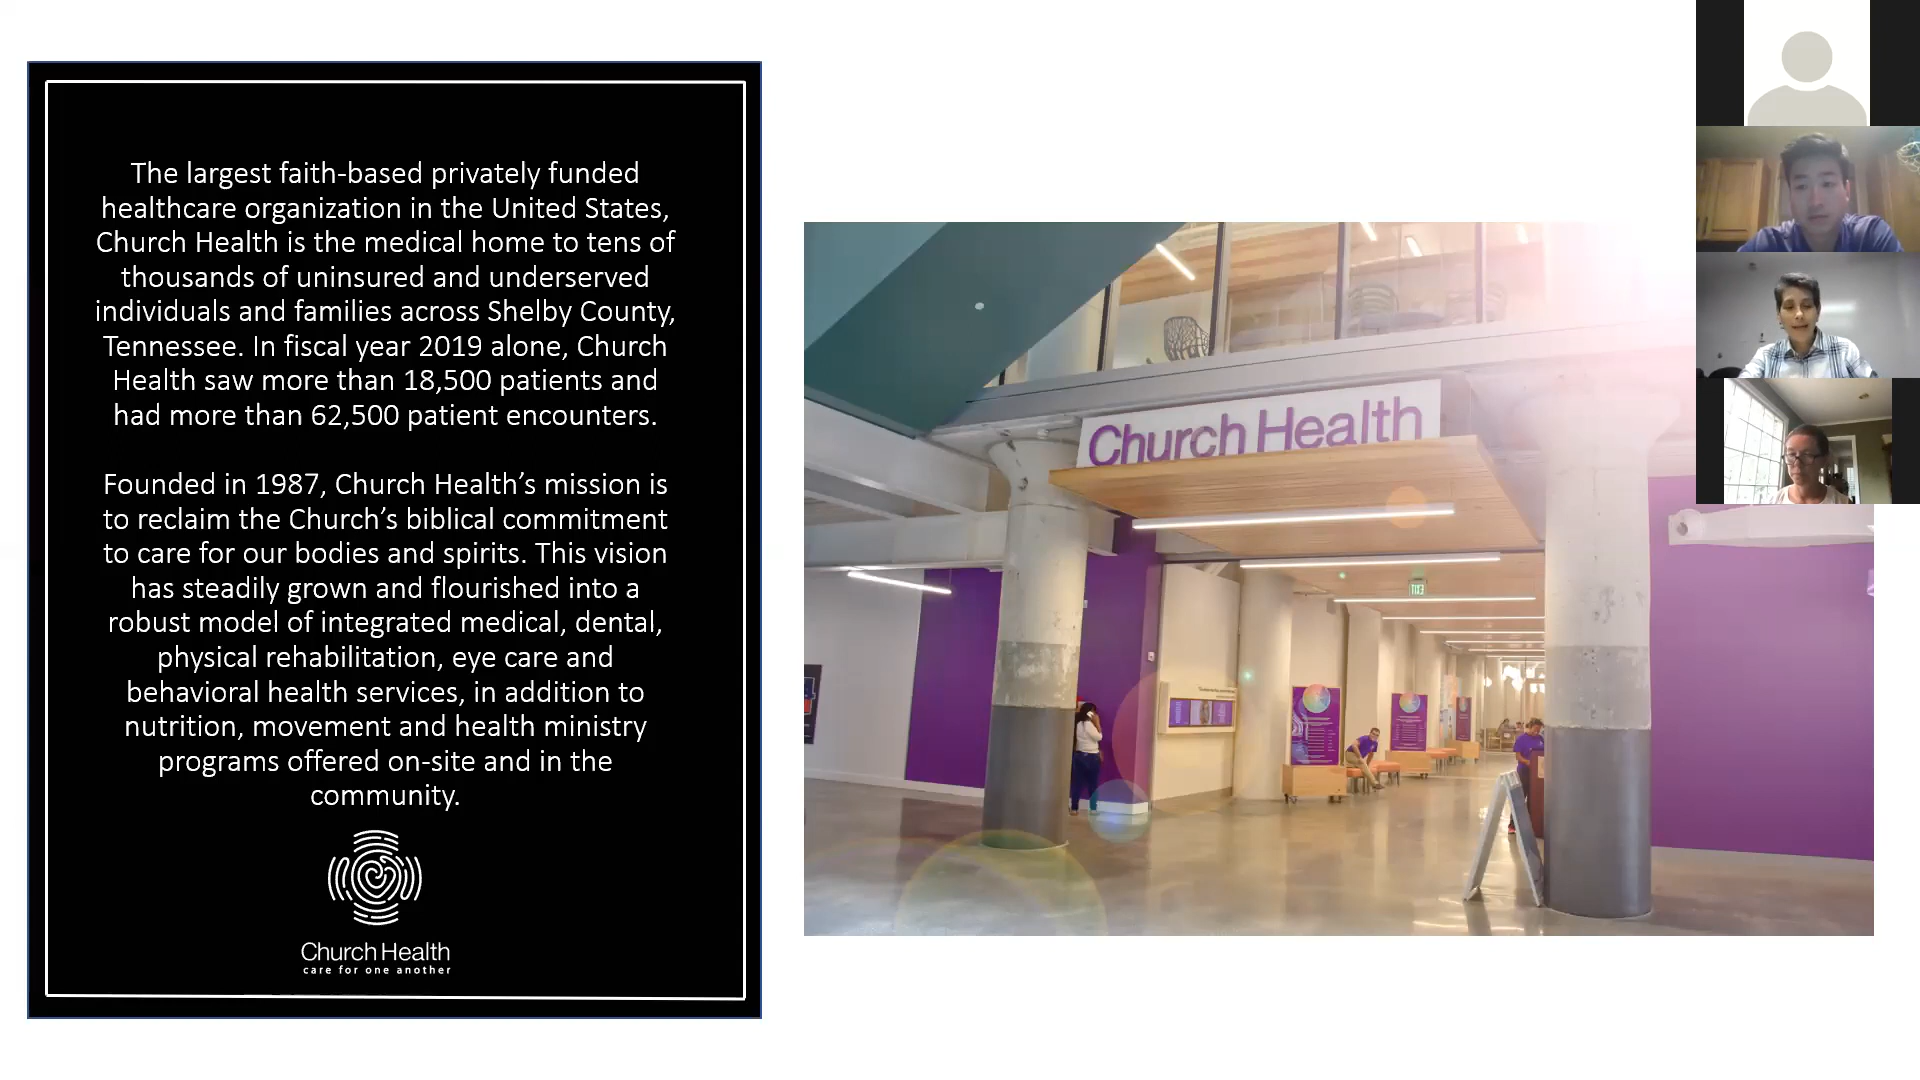 The largest faith-based privately funded
healthcare organization in the United States,
Church Health is the medical home to tens of
thousands of uninsured and underserved
individuals and families across Shelby County,
Tennessee. In fiscal year 2019 alone, Church
Health saw more than 18,500 patients and
had more than 62,500 patient encounters.
Founded in 1987, Church Health’s mission is
to reclaim the Church’s biblical commitment
to care for our bodies and spirits. This vision
has steadily grown and flourished into a
robust model of integrated medical, dental,
physical rehabilitation, eye care and
behavioral health services, in addition to
nutrition, movement and health ministry
programs offered on-site and in the
community.
Church Health
care for one another
Church Health
EXIT